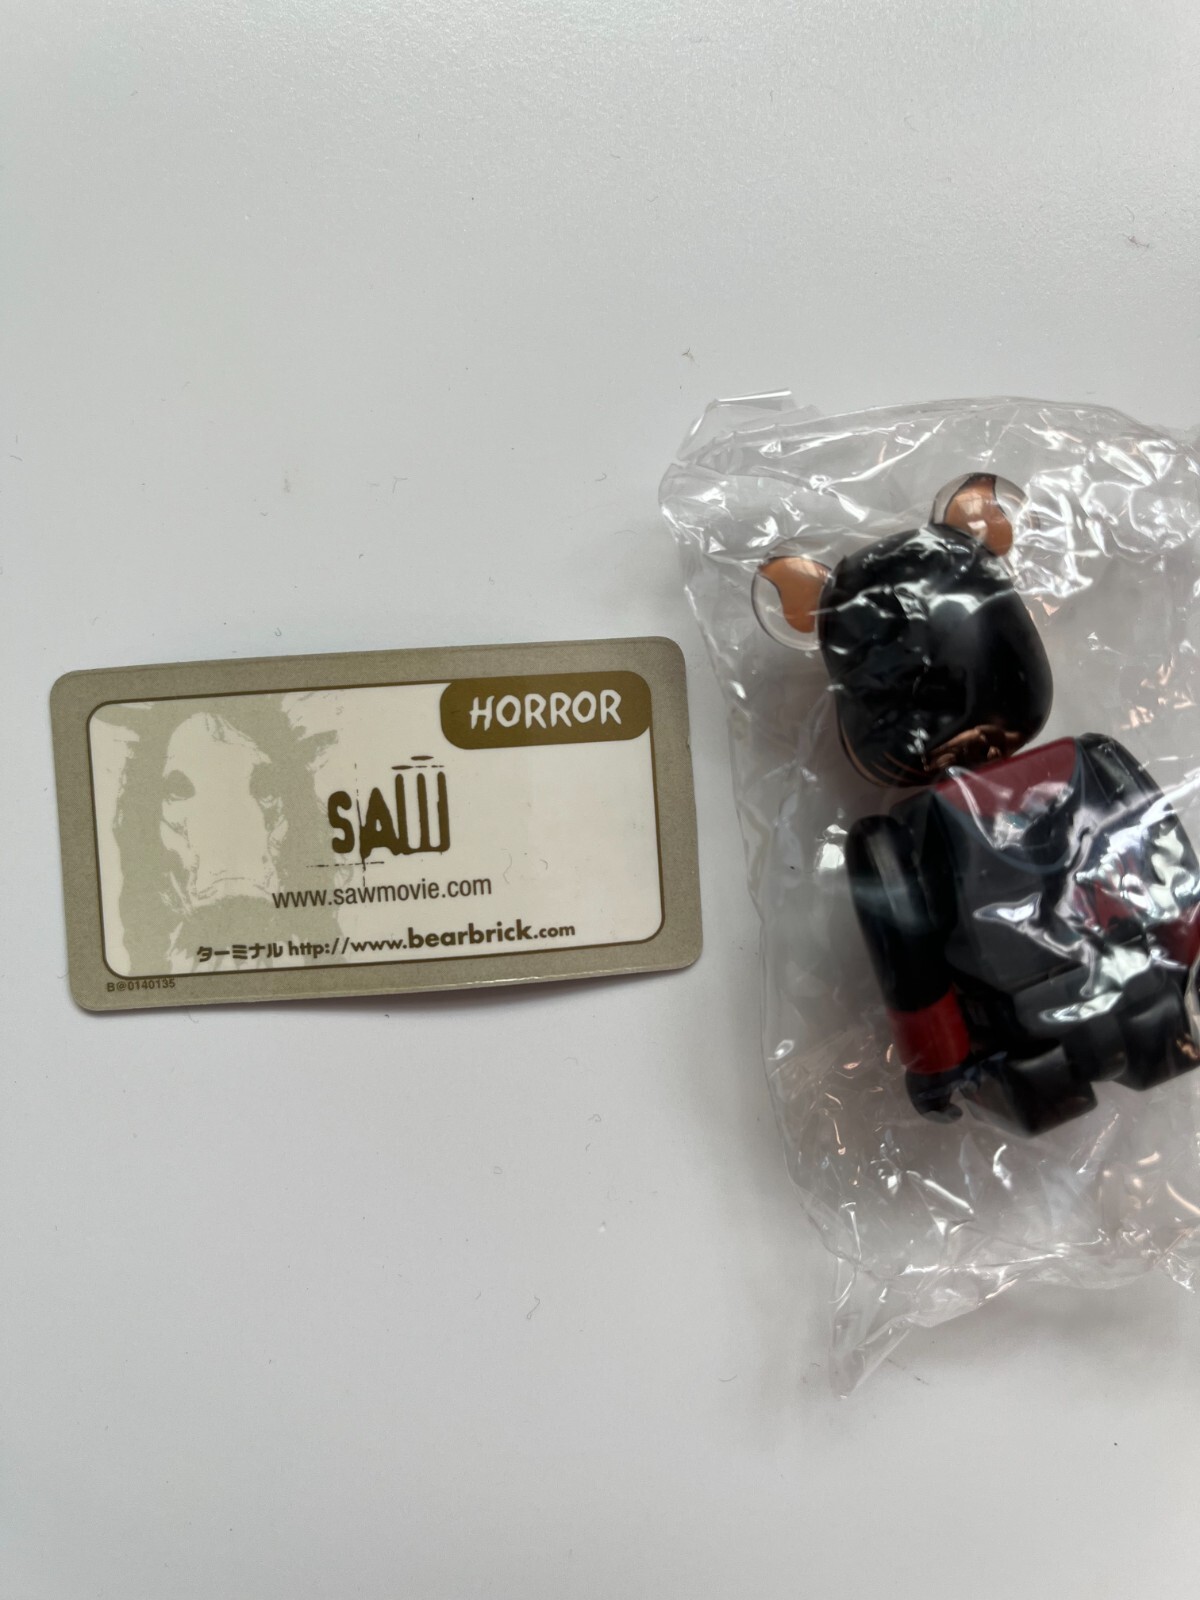 HORROR
SAW
www.sawmovie.com
ターミナル http://www.bearbrick.com
B@0140135